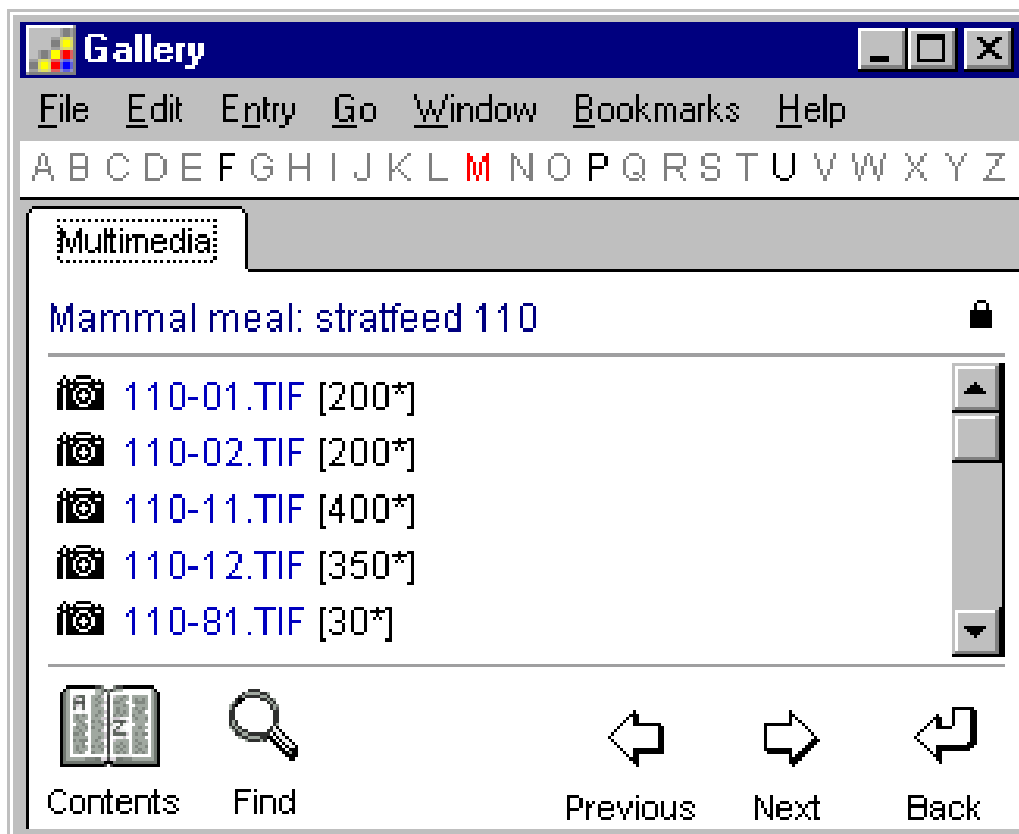 Gallery
File Edit Entry Go Window Bookmarks Help
A B C D E F G H I J K L M N O P Q R S T U V W X Y Z
Multimedia
Mammal meal: stratfeed 110
110-01.TIF [200*]
110-02.TIF [200*]
110-11.TIF [400*]
110-12.TIF [350*]
110-81.TIF [30*]
A Z
Contents Find Previous Next Back